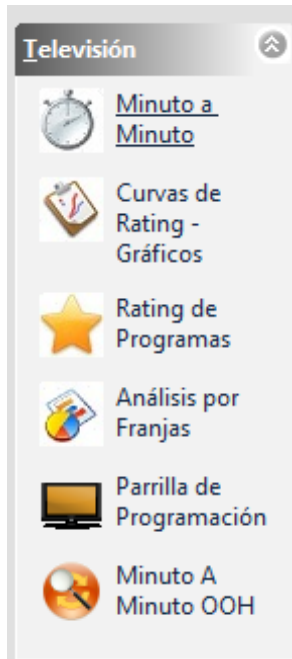 Televisión
Minuto a
Minuto
Curvas de
Rating -
Gráficos
Rating de
Programas
Análisis por
Franjas
Parrilla de
Programación
Minuto A
Minuto OOH